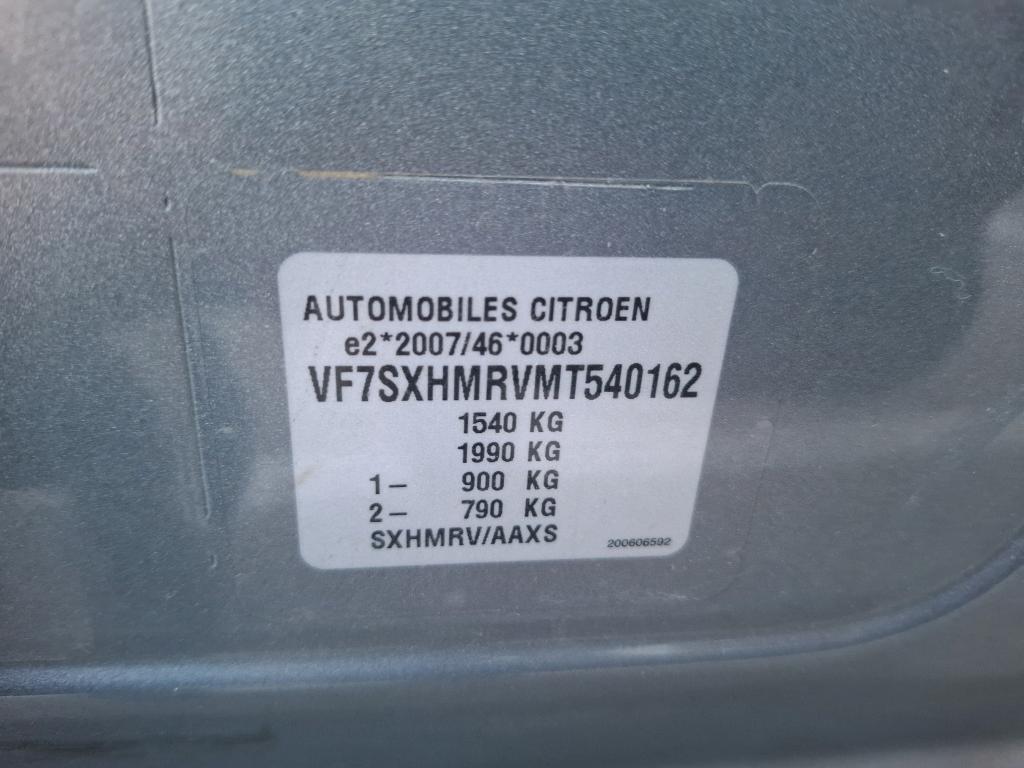 AUTOMOBILES CITROEN
e2*2007/46*0003
VF7SXHMRVMT540162
1540 KG
1990 KG
1– 900 KG
2– 790 KG
SXHMRV/AAXS 200606592